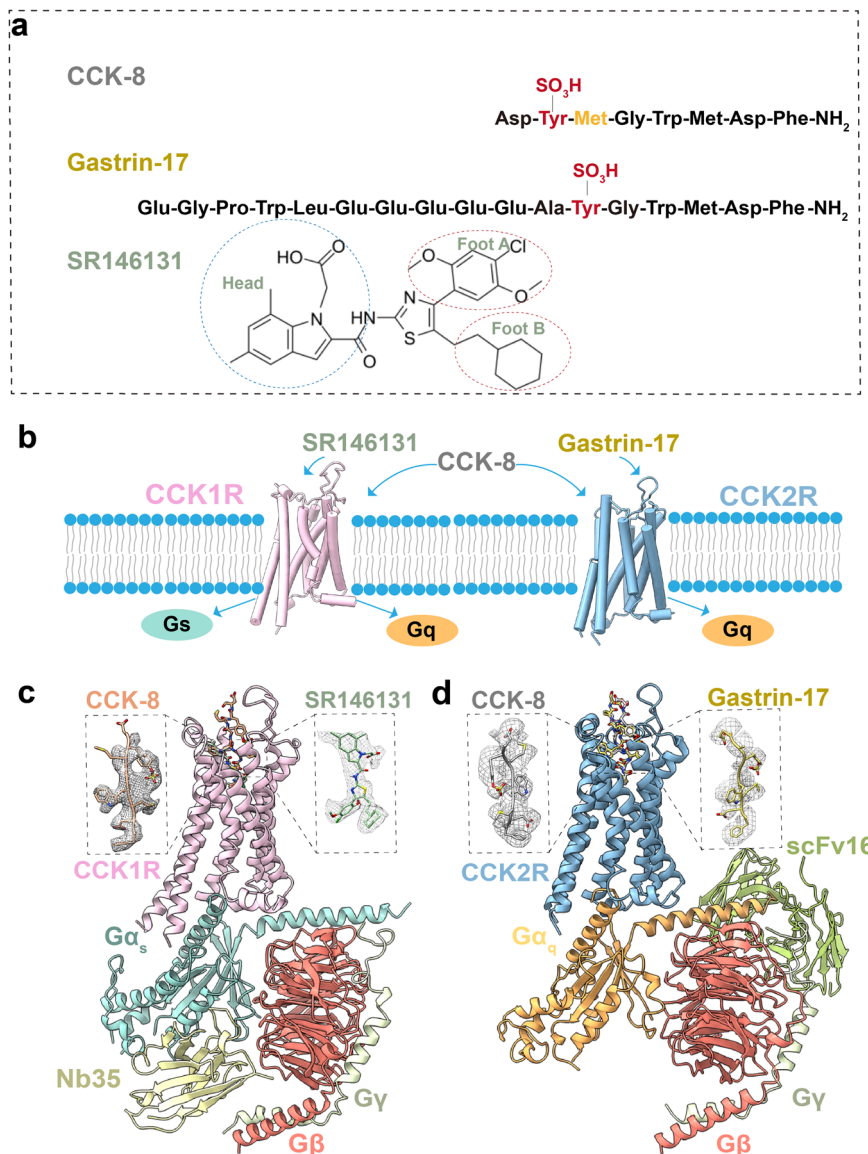 a
CCK-8
SO3H
Asp-Tyr-Met-Gly-Trp-Met-Asp-Phe-NH2
Gastrin-17
SO3H
Glu-Gly-Pro-Trp-Leu-Glu-Glu-Glu-Glu-Glu-Ala-Tyr-Gly-Trp-Met-Asp-Phe-NH2
SR146131
Head
Foot A
Foot B
HO
O
N
HN
O
N
S
O
Cl
O
b
SR146131
CCK-8
Gastrin-17
CCK1R
CCK2R
Gs
Gq
Gq
c
CCK-8
SR146131
CCK1R
Gαs
Nb35
Gγ
Gβ
d
CCK-8
Gastrin-17
CCK2R
scFv16
Gαq
Gγ
Gβ